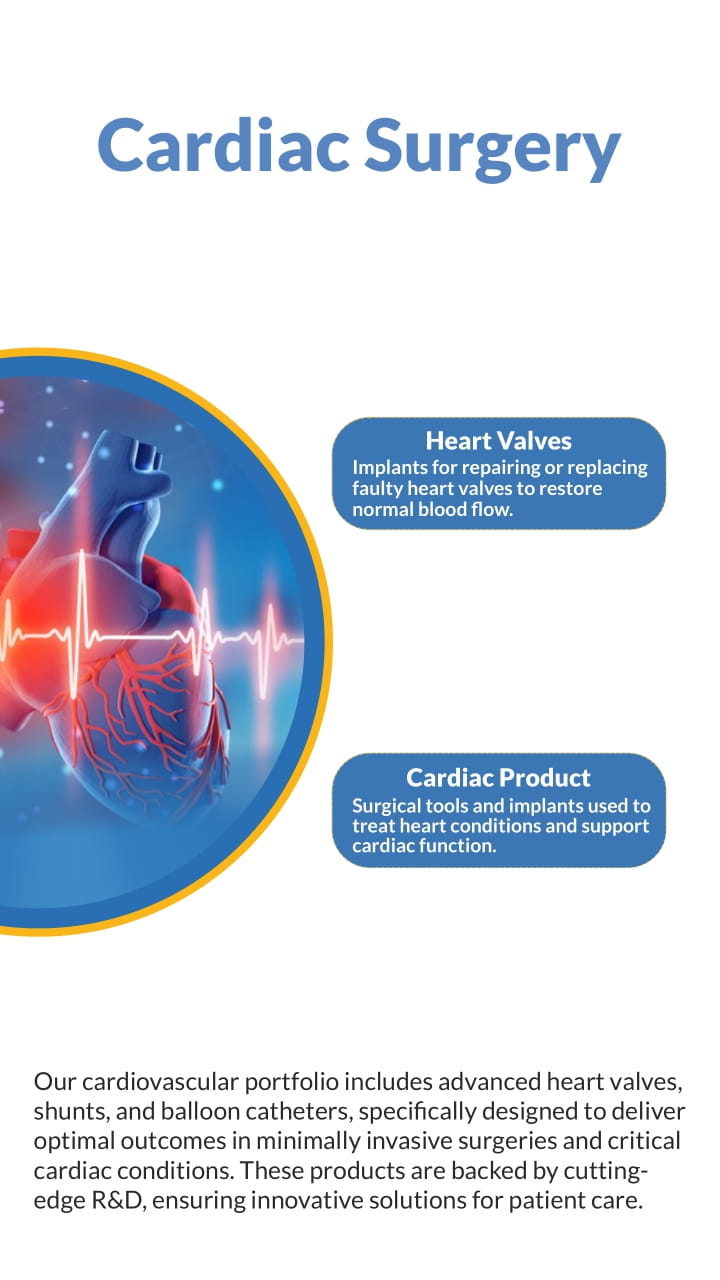 Cardiac Surgery
Heart Valves
Implants for repairing or replacing
faulty heart valves to restore
normal blood flow.
Cardiac Product
Surgical tools and implants used to
treat heart conditions and support
cardiac function.
Our cardiovascular portfolio includes advanced heart valves,
shunts, and balloon catheters, specifically designed to deliver
optimal outcomes in minimally invasive surgeries and critical
cardiac conditions. These products are backed by cutting-
edge R&D, ensuring innovative solutions for patient care.